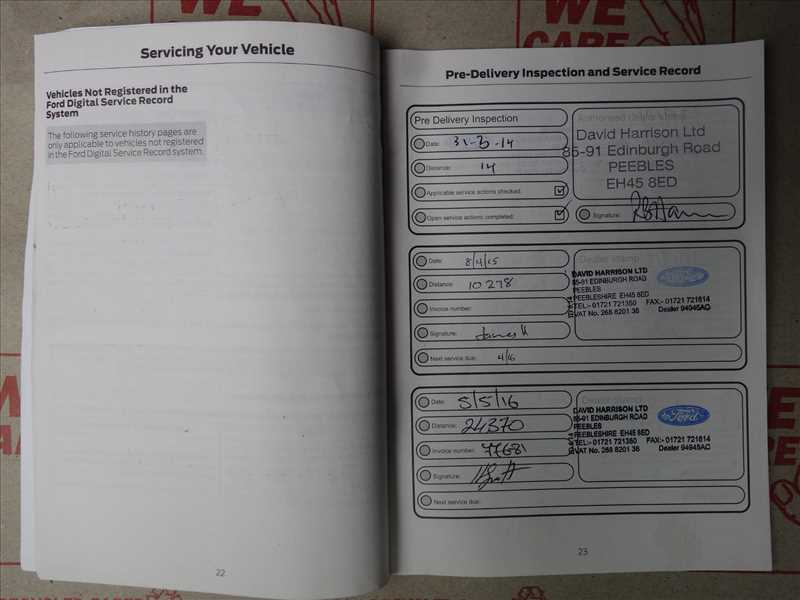 WE
CARE
WE
CARE
Servicing Your Vehicle
Vehicles Not Registered in the
Ford Digital Service Record
System
The following service history pages are
only applicable to vehicles not registered
in the Ford Digital Service Record system.
22
Pre-Delivery Inspection and Service Record
Pre Delivery Inspection
Date:
Distance: 14
Applicable service actions checked:
Open service actions completed:
David Harrison Ltd
85-91 Edinburgh Road
PEEBLES
EH45 8ED
Signature:
Date: 8/4/15
Distance: 10278
Invoice number:
Signature:
Next service due: 4/16
Dealer stamp
DAVID HARRISON LTD
85-91 EDINBURGH ROAD
PEEBLES
PEEBLESHIRE EH45 8ED
TEL:- 01721 721350 FAX:- 01721 721614
VAT No. 268 8201 36 Dealer 94945AC
Ford
Date: 5/5/16
Distance: 24370
Invoice number: 77681
Signature:
Next service due:
Dealer stamp
DAVID HARRISON LTD
85-91 EDINBURGH ROAD
PEEBLES
PEEBLESHIRE EH45 8ED
TEL:- 01721 721350 FAX:- 01721 721614
VAT No. 268 8201 36 Dealer 94945AC
Ford
23